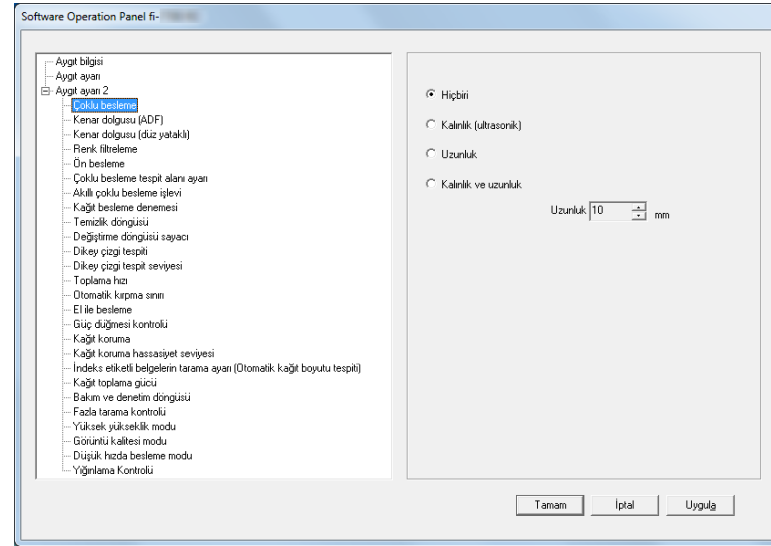 Software Operation Panel fi-
Aygıt bilgisi
Aygıt ayarı
Aygıt ayarı 2
Çoklu besleme
Kenar dolgusu (ADF)
Kenar dolgusu (düz yataklı)
Renk filtreleme
Ön besleme
Çoklu besleme tespit alanı ayarı
Akıllı çoklu besleme işlevi
Kağıt besleme denemesi
Temizlik döngüsü
Değiştirme döngüsü sayacı
Dikey çizgi tespiti
Dikey çizgi tespit seviyesi
Toplama hızı
Otomatik kırpma sınırı
El ile besleme
Güç düğmesi kontrolü
Kağıt koruma
Kağıt koruma hassasiyet seviyesi
İndeks etiketli belgelerin tarama ayarı (Otomatik kağıt boyutu tespiti)
Kağıt toplama gücü
Bakım ve denetim döngüsü
Fazla tarama kontrolü
Yüksek yükseklik modu
Görüntü kalitesi modu
Düşük hızda besleme modu
Yığınlama Kontrolü
Hiçbiri
Kalınlık (ultrasonik)
Uzunluk
Kalınlık ve uzunluk
Uzunluk 10 mm
Tamam İptal Uygula